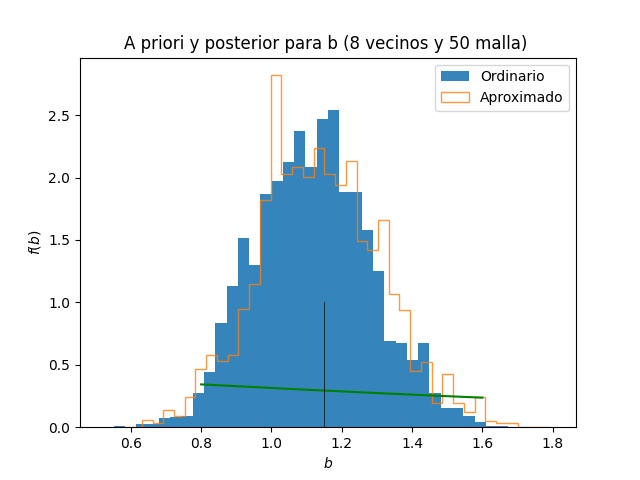 A priori y posterior para b (8 vecinos y 50 malla)
Ordinario
Aproximado
f(b)
2.5
2.0
1.5
1.0
0.5
0.0
0.6 0.8 1.0 1.2 1.4 1.6 1.8
b